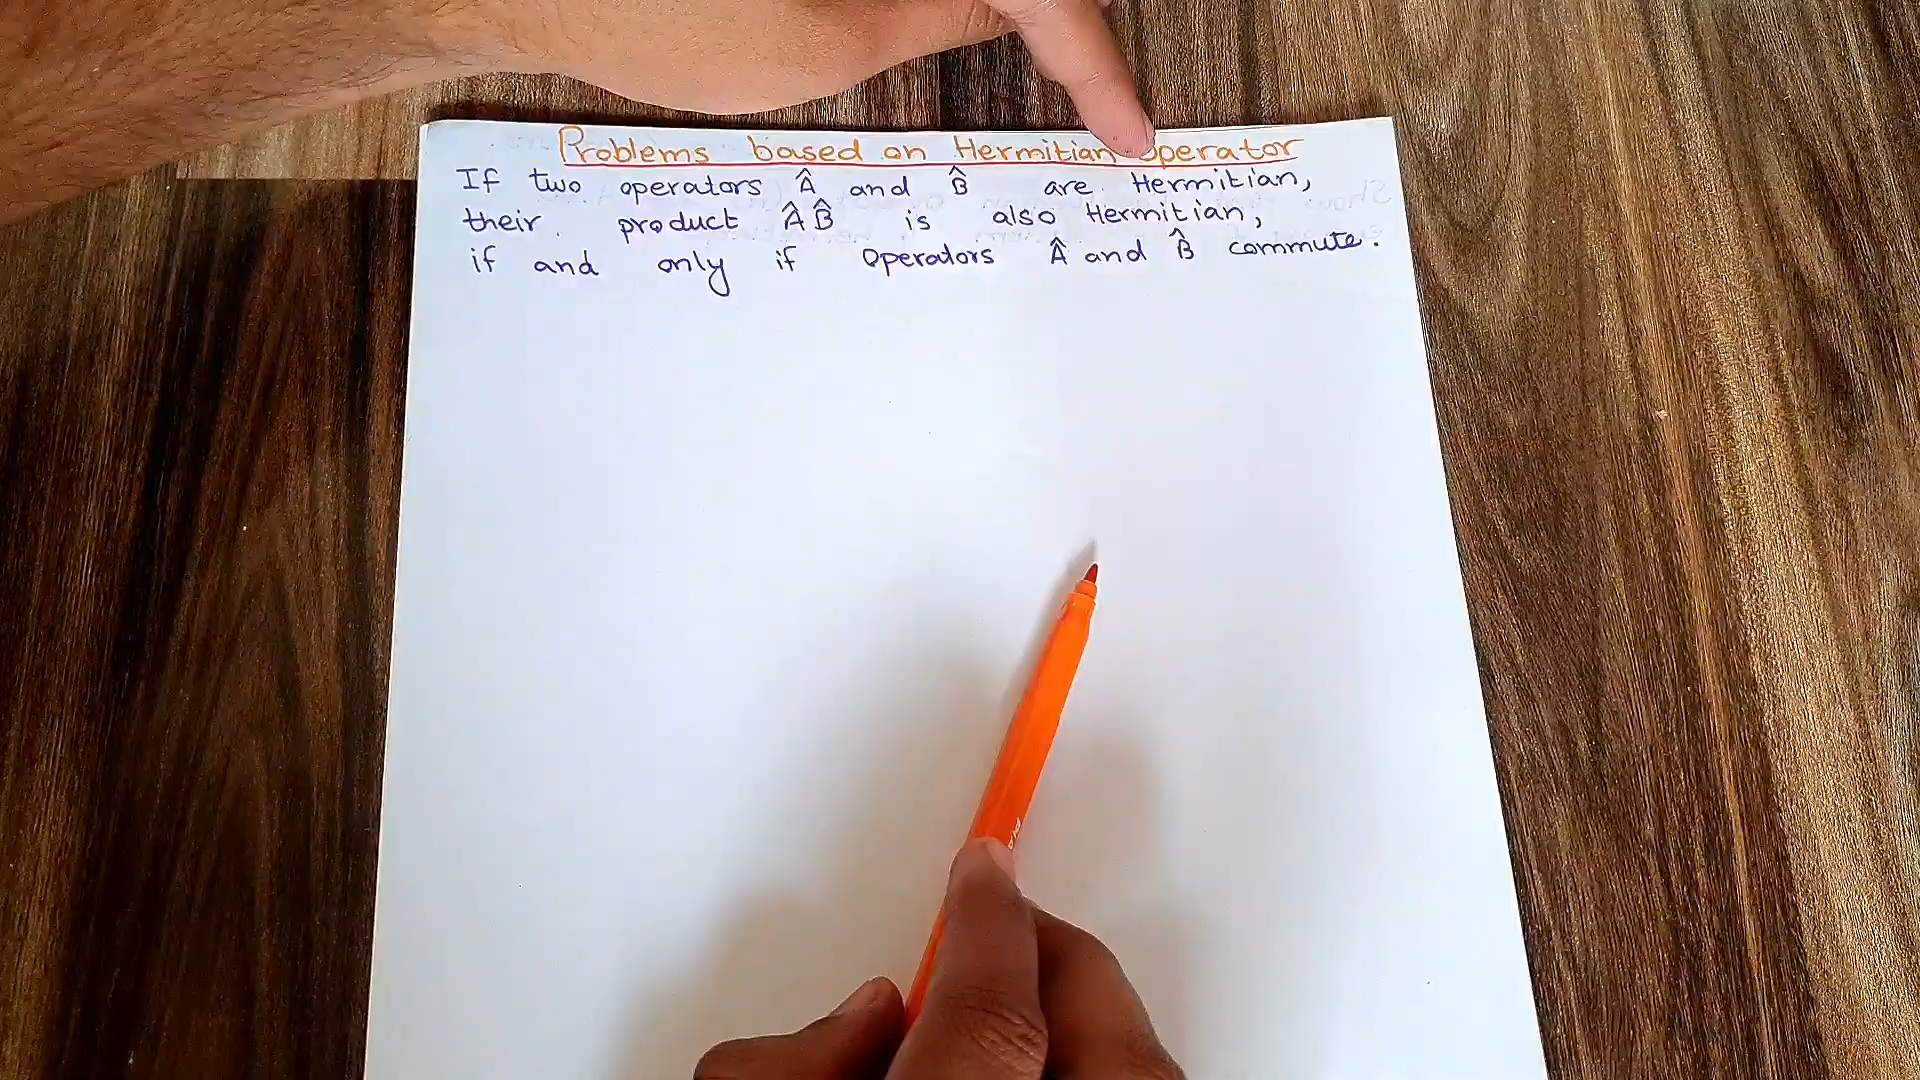 Problems based on Hermitian Operator
If two operators Â and B̂ are Hermitian,
their product ÂB̂ is also Hermitian,
if and only if Operators Â and B̂ commute.